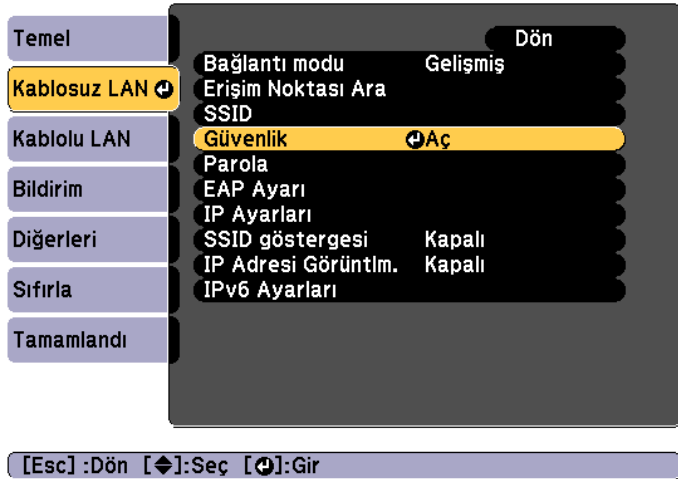 Temel
Kablosuz LAN
Kablolu LAN
Bildirim
Diğerleri
Sıfırla
Tamamlandı
Dön
Bağlantı modu Gelişmiş
Erişim Noktası Ara
SSID
Güvenlik Aç
Parola
EAP Ayarı
IP Ayarları
SSID göstergesi Kapalı
IP Adresi Görüntlm. Kapalı
IPv6 Ayarları
[Esc] :Dön [◆]:Seç [↵]:Gir